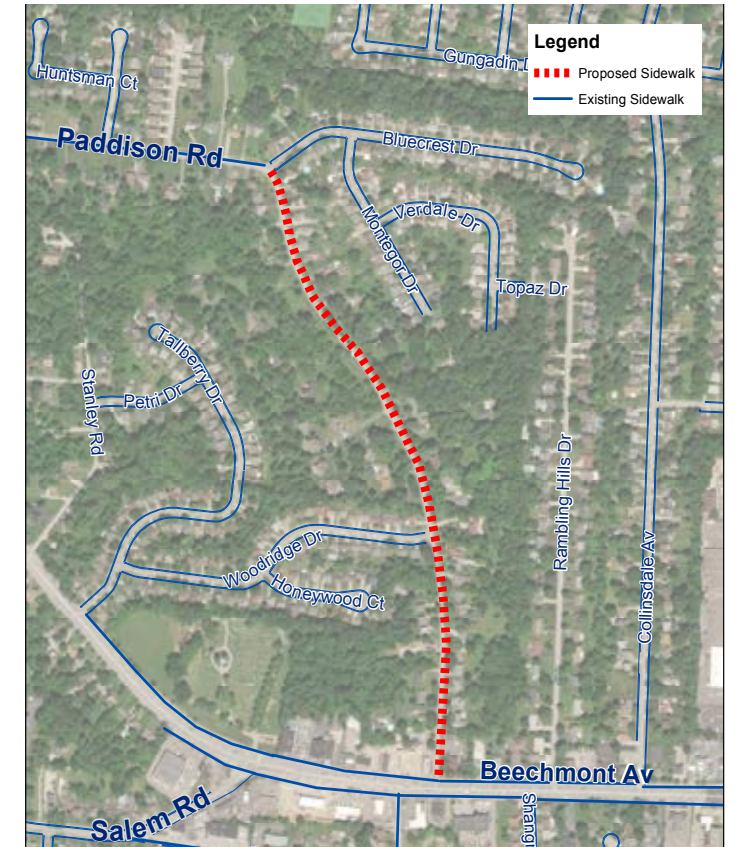 Gungadin D
Legend
Proposed Sidewalk
Existing Sidewalk
Huntsman Ct
Paddison Rd
Bluecrest Dr
Verdale Dr
Montegor Dr
Topaz Dr
Tallberry Dr
Petri Dr
Stanley Rd
Rambling Hills Dr
Collinsdale Av
Woodridge Dr
Honeywood Ct
Beechmont Av
Salem Rd
Shang